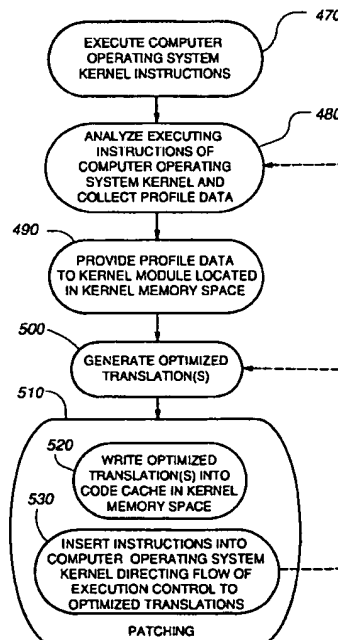 470
EXECUTE COMPUTER
OPERATING SYSTEM
KERNEL INSTRUCTIONS
480
ANALYZE EXECUTING
INSTRUCTIONS OF
COMPUTER OPERATING
SYSTEM KERNEL AND
COLLECT PROFILE DATA
490
PROVIDE PROFILE DATA
TO KERNEL MODULE LOCATED
IN KERNEL MEMORY SPACE
500
GENERATE OPTIMIZED
TRANSLATION(S)
510
520
WRITE OPTIMIZED
TRANSLATION(S) INTO
CODE CACHE IN KERNEL
MEMORY SPACE
530
INSERT INSTRUCTIONS INTO
COMPUTER OPERATING SYSTEM
KERNEL DIRECTING FLOW OF
EXECUTION CONTROL TO
OPTIMIZED TRANSLATIONS
PATCHING